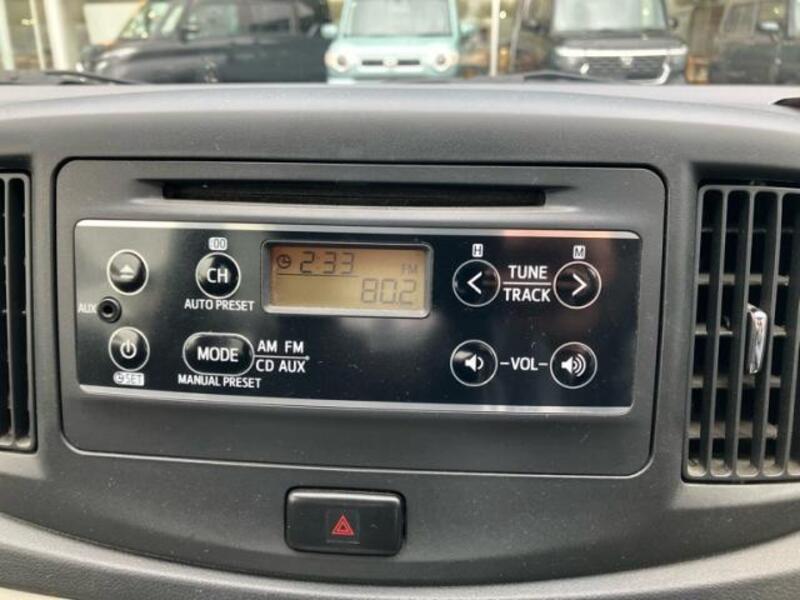 :00
CH
AUTO PRESET
2:33
FM
80.2
H
M
TUNE
TRACK
AUX
MODE
AM FM
CD AUX
MANUAL PRESET
SET
-VOL-